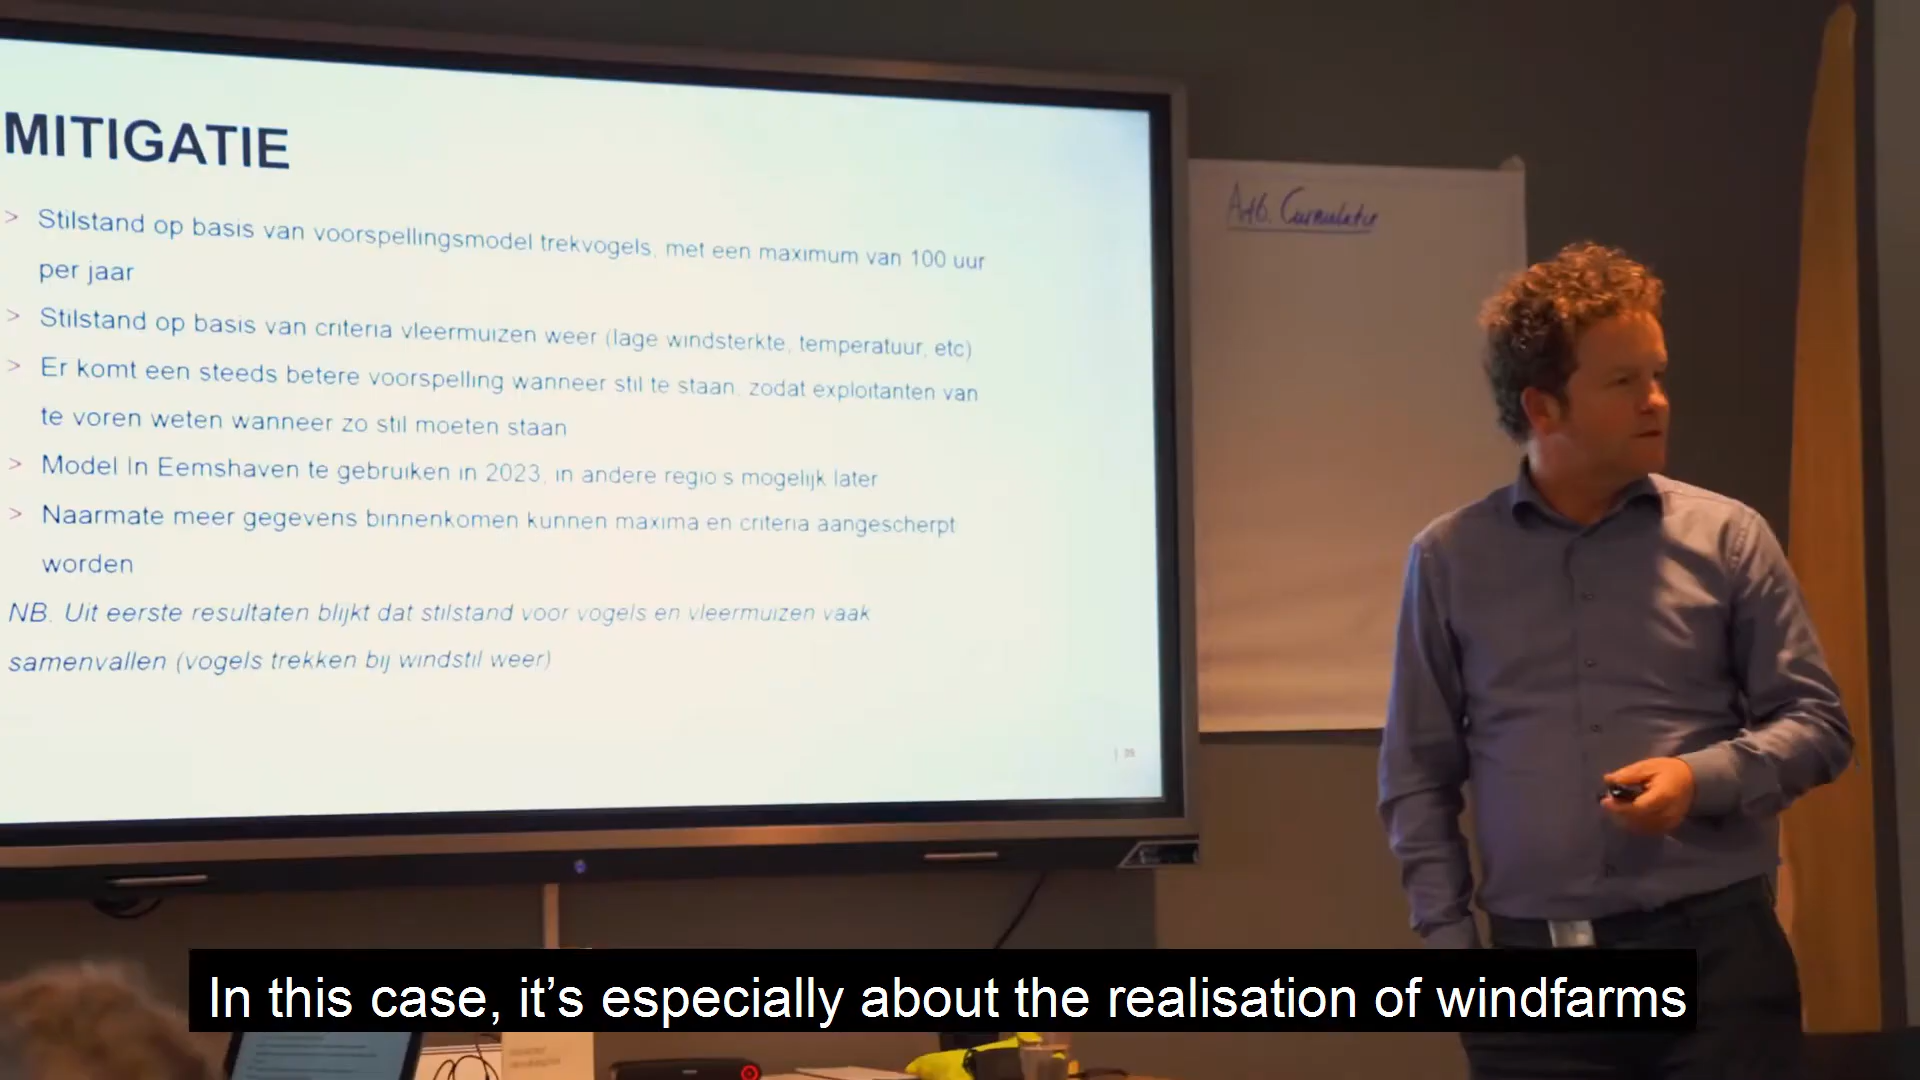 MITIGATIE
> Stilstand op basis van voorspellingsmodel trekvogels, met een maximum van 100 uur
per jaar
> Stilstand op basis van criteria vleermuizen weer (lage windsterkte, temperatuur, etc)
> Er komt een steeds betere voorspelling wanneer stil te staan, zodat exploitanten van
te voren weten wanneer zo stil moeten staan
> Model In Eemshaven te gebruiken in 2023, in andere regio's mogelijk later
> Naarmate meer gegevens binnenkomen kunnen maxima en criteria aangescherpt
worden
NB. Uit eerste resultaten blijkt dat stilstand voor vogels en vleermuizen vaak
samenvallen (vogels trekken bij windstil weer)
| 39
Art6. Cumulatie
In this case, it’s especially about the realisation of windfarms